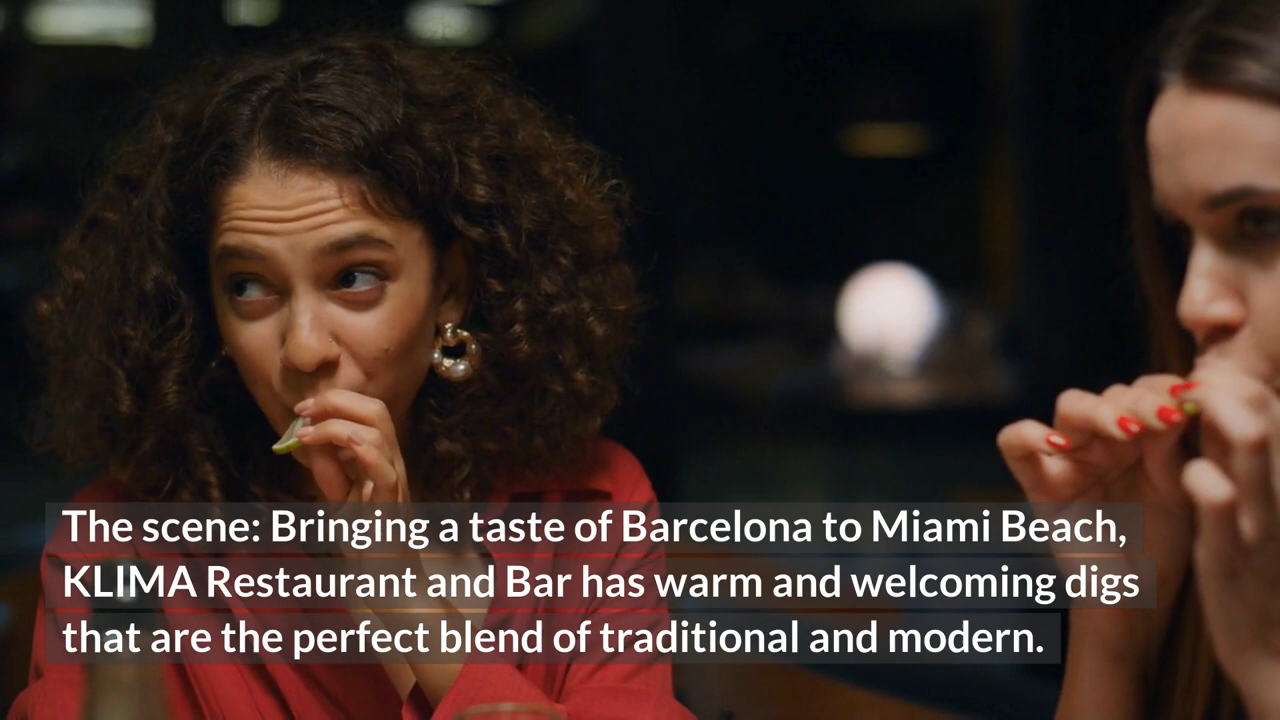 The scene: Bringing a taste of Barcelona to Miami Beach,
KLIMA Restaurant and Bar has warm and welcoming digs
that are the perfect blend of traditional and modern.